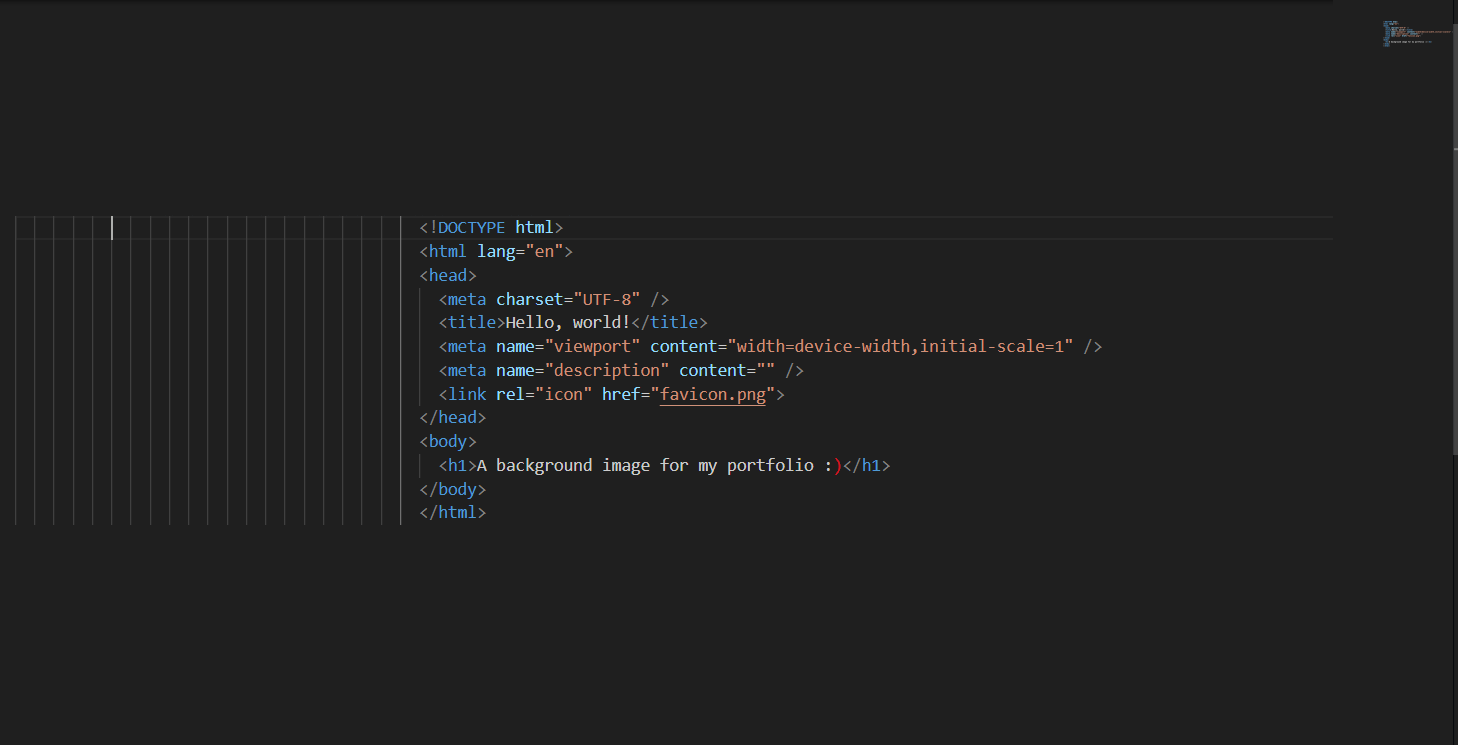 <!DOCTYPE html>
<html lang="en">
<head>
<meta charset="UTF-8" />
<title>Hello, world!</title>
<meta name="viewport" content="width=device-width,initial-scale=1" />
<meta name="description" content="" />
<link rel="icon" href="favicon.png">
</head>
<body>
<h1>A background image for my portfolio :)</h1>
</body>
</html>